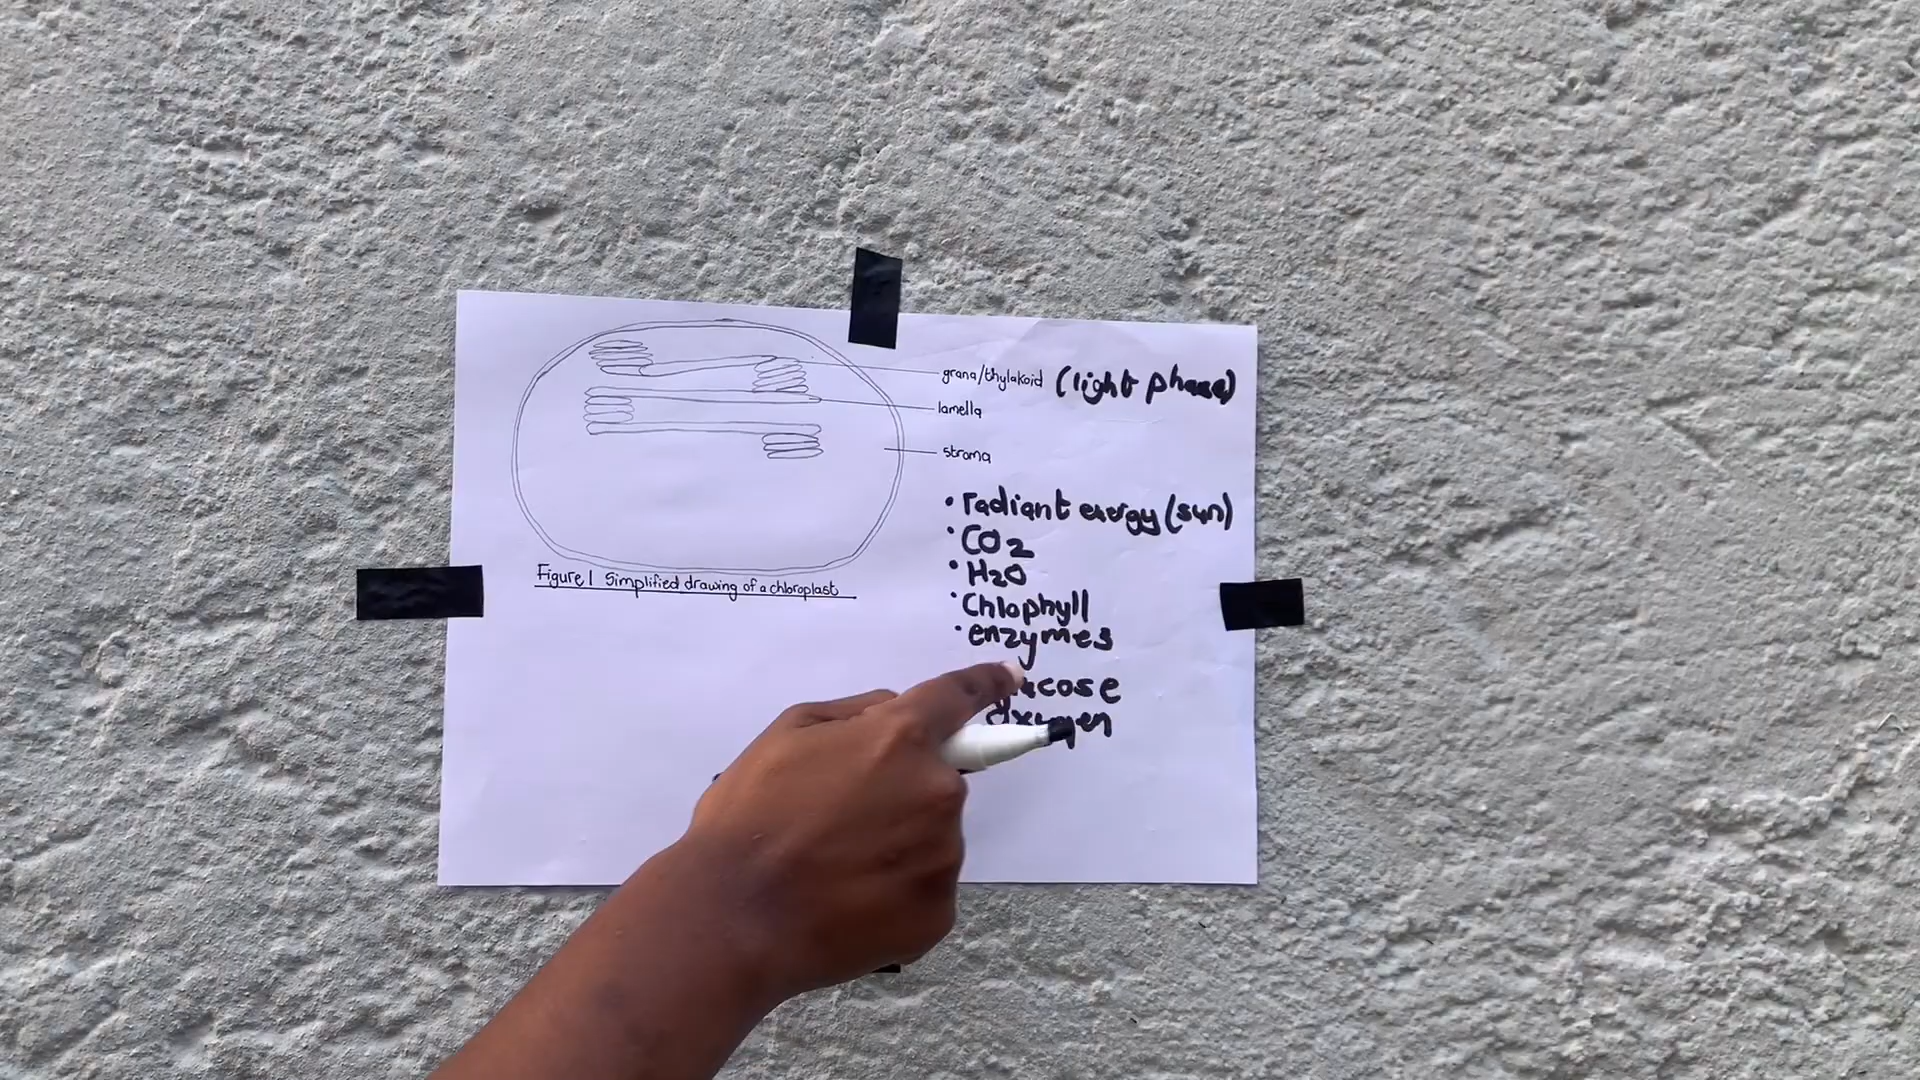 grana/thylakoid (light phase)
lamella
stroma
• radiant energy (sun)
• CO2
• H2O
• Chlophyll
• enzymes
Figure 1 Simplified drawing of a chloroplast